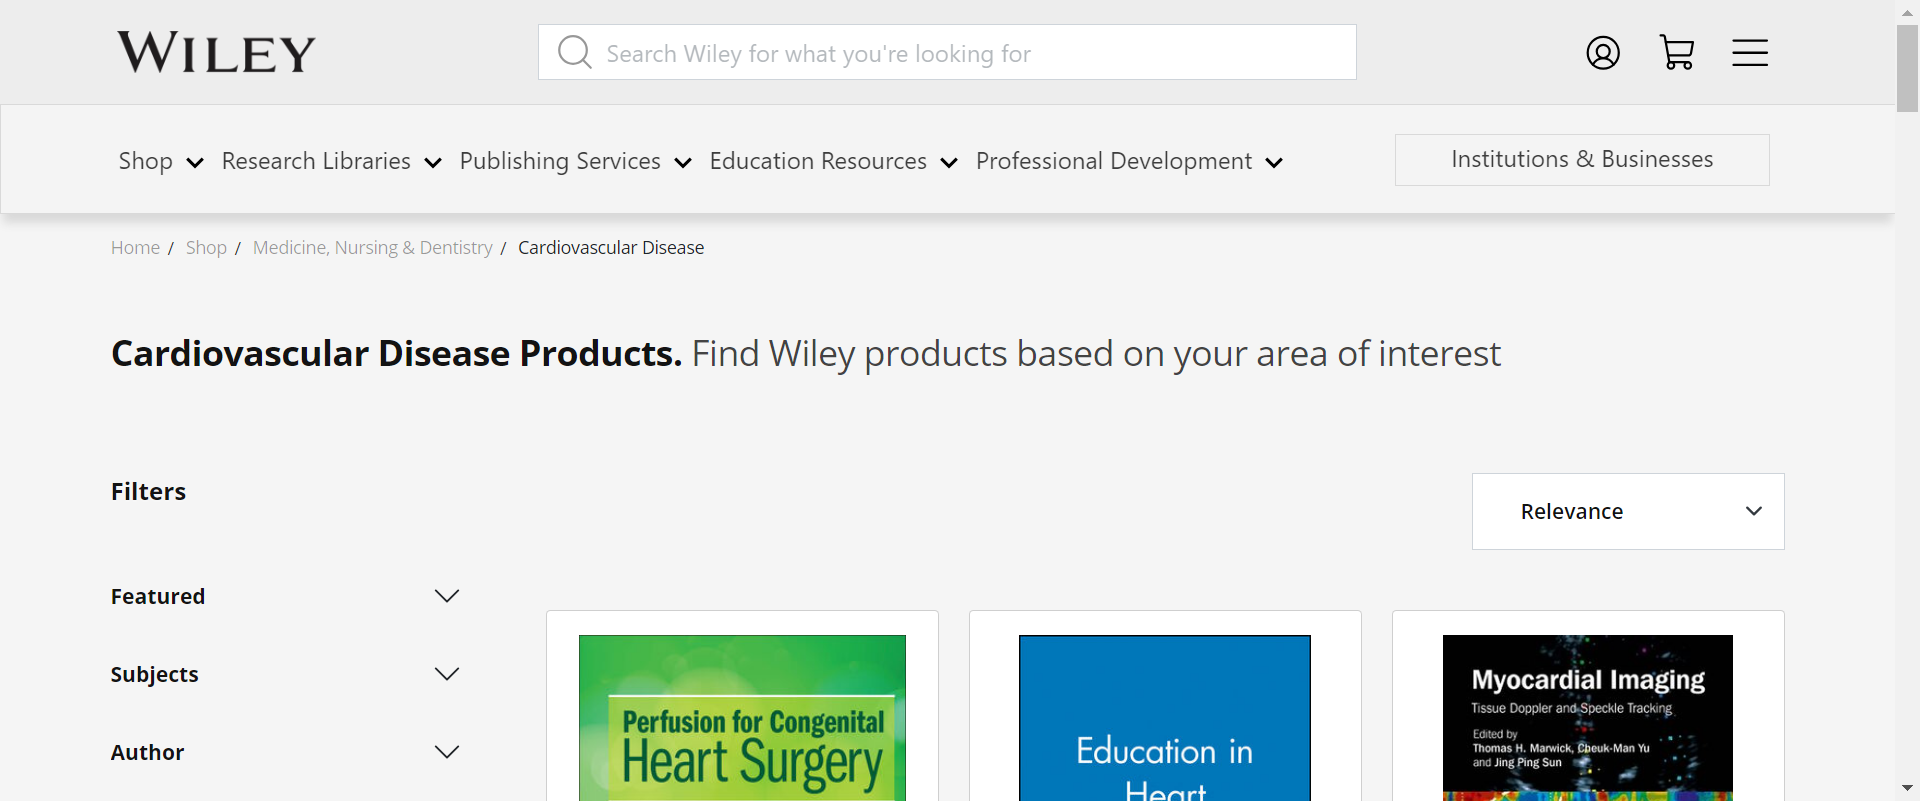 WILEY
Search Wiley for what you're looking for
Shop Research Libraries Publishing Services Education Resources Professional Development Institutions & Businesses
Home / Shop / Medicine, Nursing & Dentistry / Cardiovascular Disease
Cardiovascular Disease Products. Find Wiley products based on your area of interest
Filters
Relevance
Featured
Subjects
Author
Perfusion for Congenital
Heart Surgery
Education in
Heart
Myocardial Imaging
Tissue Doppler and Speckle Tracking
Edited by
Thomas H. Marwick, Cheuk-Man Yu
and Jing Ping Sun